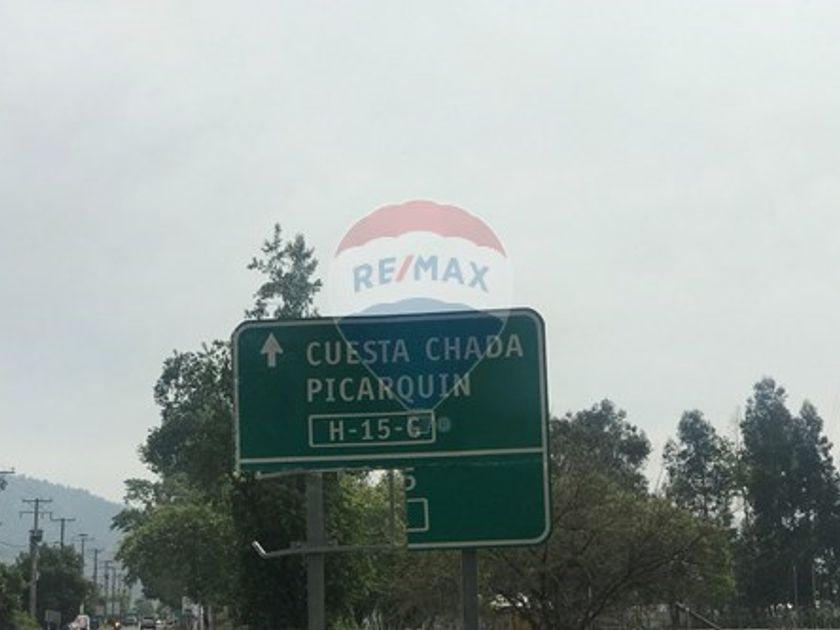 RE/MAX
CUESTA CHADA
PICARQUIN
H-15-G